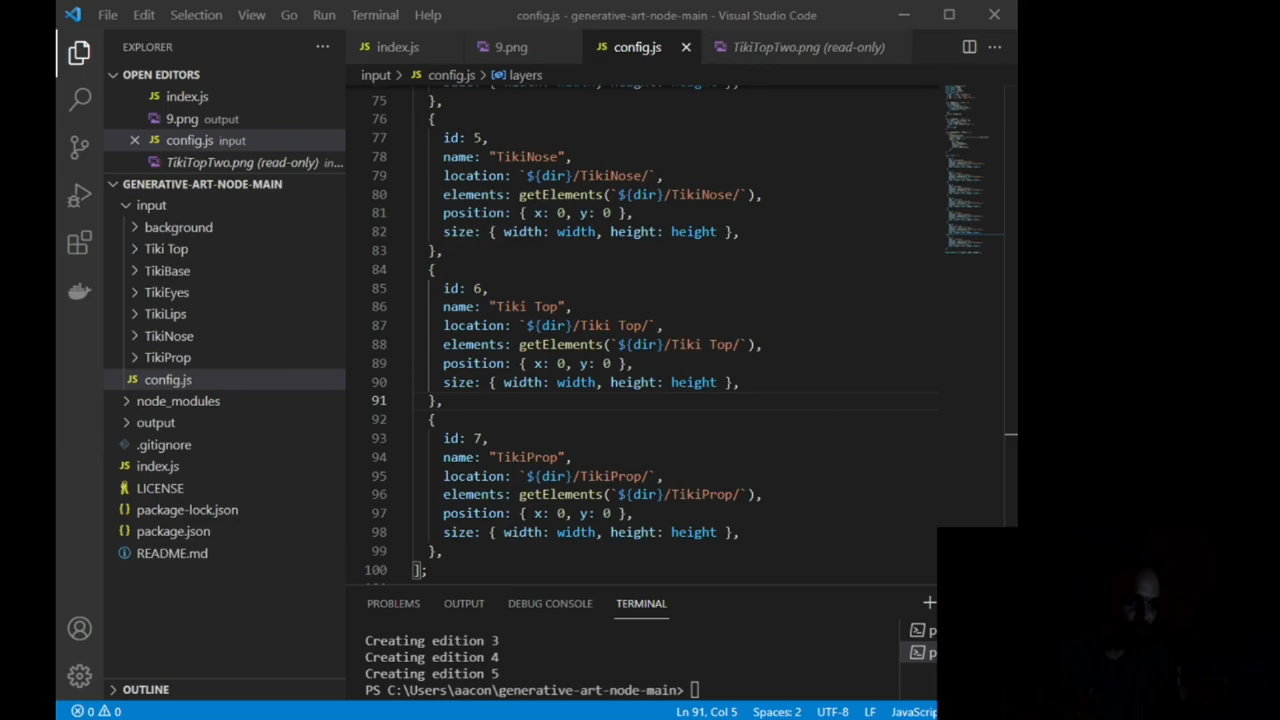 File Edit Selection View Go Run Terminal Help config.js - generative-art-node-main - Visual Studio Code
EXPLORER
OPEN EDITORS
index.js
9.png output
config.js input
TikiTopTwo.png (read-only) in...
GENERATIVE-ART-NODE-MAIN
input
background
Tiki Top
TikiBase
TikiEyes
TikiLips
TikiNose
TikiProp
config.js
node_modules
output
.gitignore
index.js
LICENSE
package-lock.json
package.json
README.md
OUTLINE
index.js 9.png config.js TikiTopTwo.png (read-only)
input > config.js > layers
75 },
76 {
77 id: 5,
78 name: "TikiNose",
79 location: `${dir}/TikiNose/`,
80 elements: getElements(`${dir}/TikiNose/`),
81 position: { x: 0, y: 0 },
82 size: { width: width, height: height },
83 },
84 {
85 id: 6,
86 name: "Tiki Top",
87 location: `${dir}/Tiki Top/`,
88 elements: getElements(`${dir}/Tiki Top/`),
89 position: { x: 0, y: 0 },
90 size: { width: width, height: height },
91 },
92 {
93 id: 7,
94 name: "TikiProp",
95 location: `${dir}/TikiProp/`,
96 elements: getElements(`${dir}/TikiProp/`),
97 position: { x: 0, y: 0 },
98 size: { width: width, height: height },
99 },
100 ];
PROBLEMS OUTPUT DEBUG CONSOLE TERMINAL
Creating edition 3
Creating edition 4
Creating edition 5
PS C:\Users\aacon\generative-art-node-main>
p
p
0 0 Ln 91, Col 5 Spaces: 2 UTF-8 LF JavaScrip